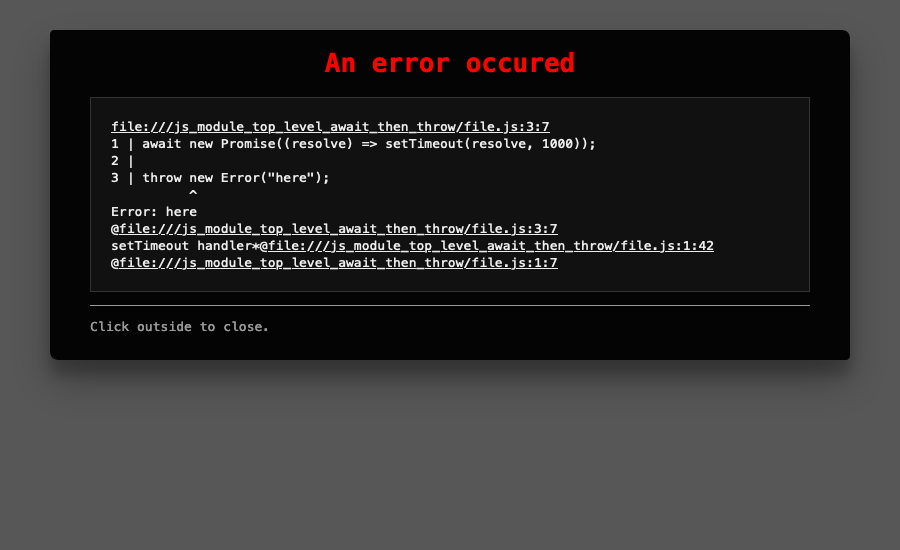 An error occured
file:///js_module_top_level_await_then_throw/file.js:3:7
1 | await new Promise((resolve) => setTimeout(resolve, 1000));
2 |
3 | throw new Error("here");
          ^
Error: here
@file:///js_module_top_level_await_then_throw/file.js:3:7
setTimeout handler*@file:///js_module_top_level_await_then_throw/file.js:1:42
@file:///js_module_top_level_await_then_throw/file.js:1:7
Click outside to close.